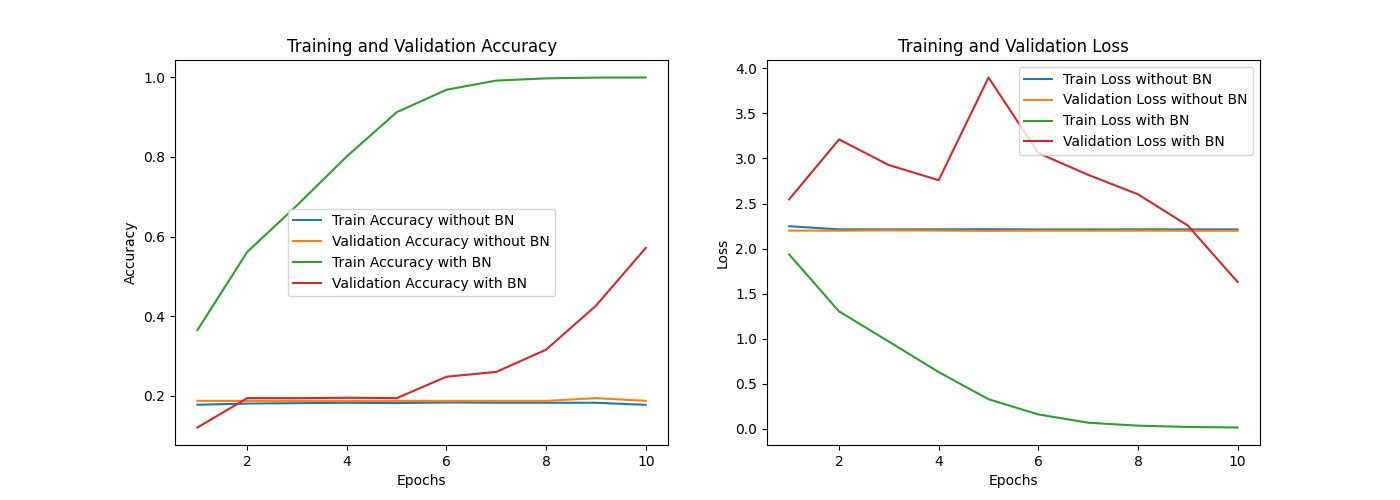 Training and Validation Accuracy
1.0
0.8
0.6
0.4
0.2
Accuracy
Train Accuracy without BN
Validation Accuracy without BN
Train Accuracy with BN
Validation Accuracy with BN
2 4 6 8 10
Epochs
Training and Validation Loss
4.0
3.5
3.0
2.5
2.0
1.5
1.0
0.5
0.0
Loss
Train Loss without BN
Validation Loss without BN
Train Loss with BN
Validation Loss with BN
2 4 6 8 10
Epochs